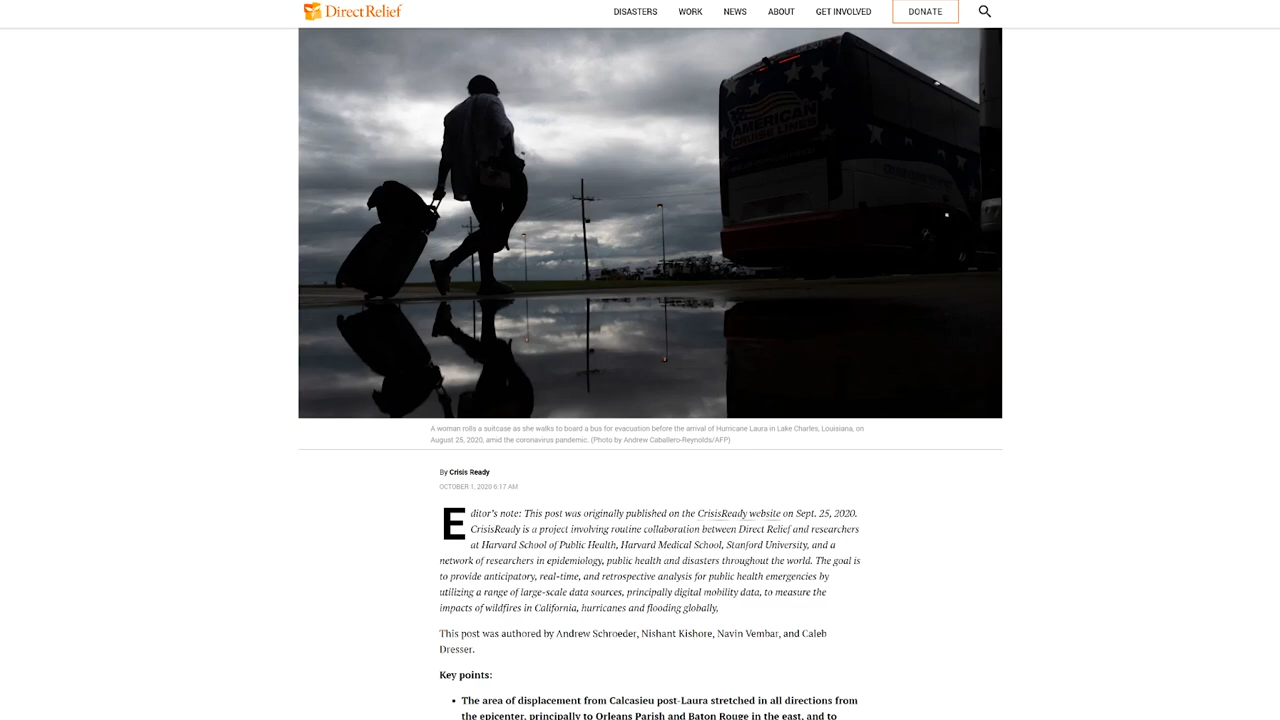 DirectRelief
DISASTERS WORK NEWS ABOUT GET INVOLVED DONATE
AMERICAN
CRUISE LINES
A woman rolls a suitcase as she walks to board a bus for evacuation before the arrival of Hurricane Laura in Lake Charles, Louisiana, on
August 25, 2020, amid the coronavirus pandemic. (Photo by Andrew Caballero-Reynolds/AFP)
By Crisis Ready
OCTOBER 1, 2020 6:17 AM
Editor's note: This post was originally published on the CrisisReady website on Sept. 25, 2020.
CrisisReady is a project involving routine collaboration between Direct Relief and researchers
at Harvard School of Public Health, Harvard Medical School, Stanford University, and a
network of researchers in epidemiology, public health and disasters throughout the world. The goal is
to provide anticipatory, real-time, and retrospective analysis for public health emergencies by
utilizing a range of large-scale data sources, principally digital mobility data, to measure the
impacts of wildfires in California, hurricanes and flooding globally,
This post was authored by Andrew Schroeder, Nishant Kishore, Navin Vembar, and Caleb
Dresser.
Key points:
• The area of displacement from Calcasieu post-Laura stretched in all directions from
the epicenter, principally to Orleans Parish and Baton Rouge in the east, and to